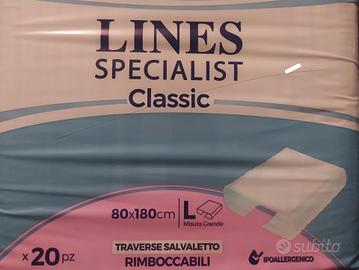 LINES
SPECIALIST
Classic
80x180cm
L
Misura Grande
x 20 pz
TRAVERSE SALVALETTO
RIMBOCCABILI
IPOALLERGENICO
subito